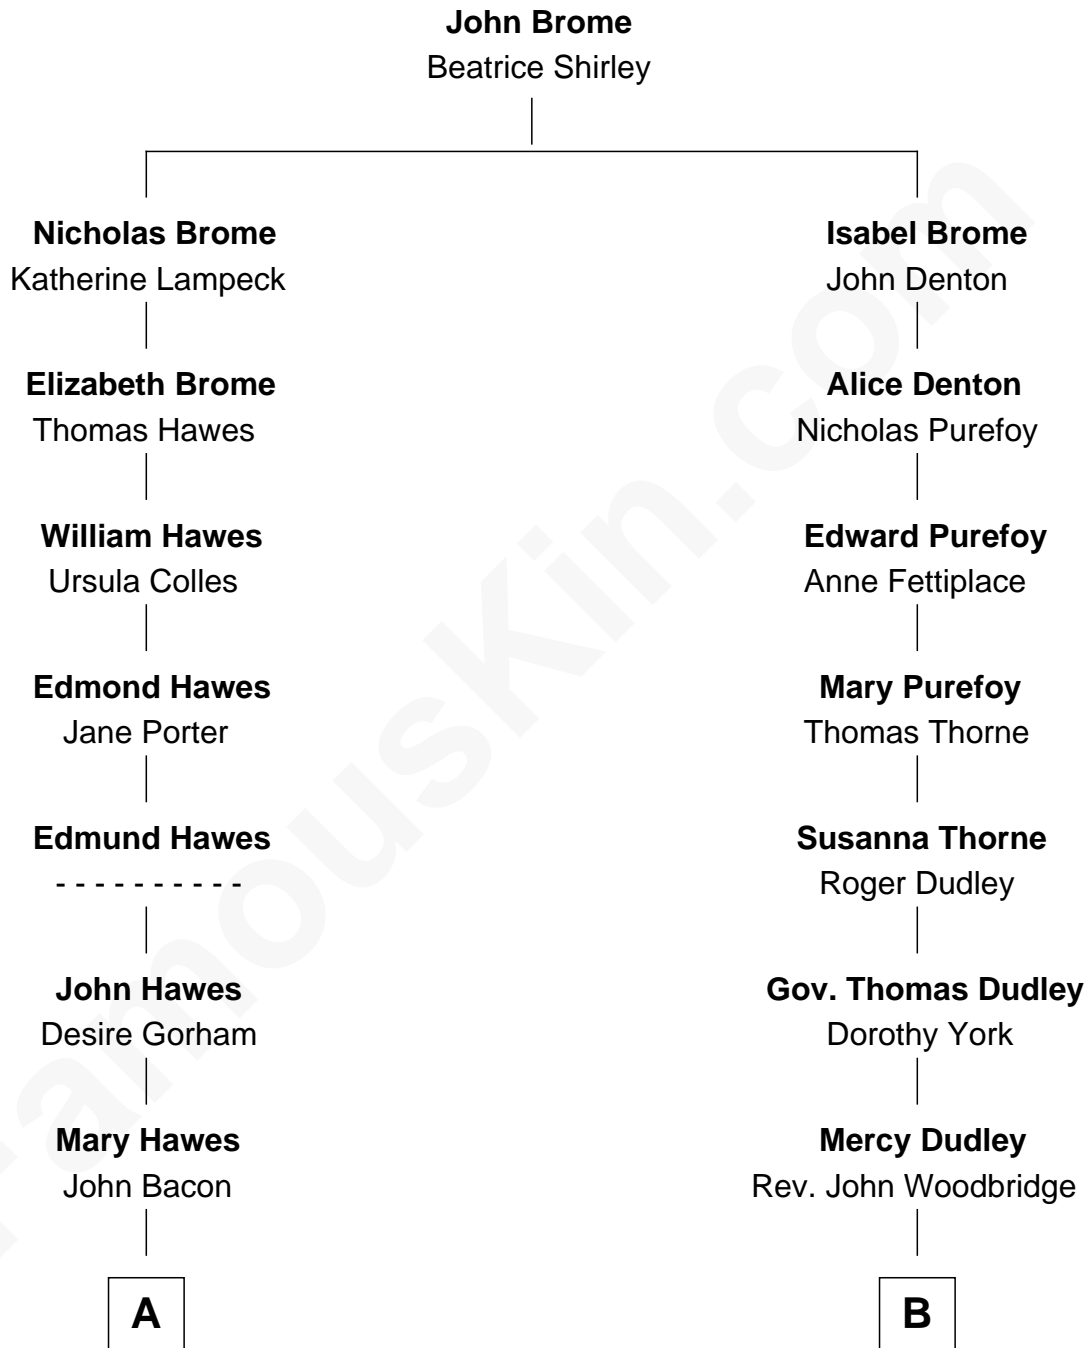 John Brome
Beatrice Shirley
Nicholas Brome
Katherine Lampeck
Elizabeth Brome
Thomas Hawes
William Hawes
Ursula Colles
Edmond Hawes
Jane Porter
Edmund Hawes
- - - - - - - - - -
John Hawes
Desire Gorham
Mary Hawes
John Bacon
A
Isabel Brome
John Denton
Alice Denton
Nicholas Purefoy
Edward Purefoy
Anne Fettiplace
Mary Purefoy
Thomas Thorne
Susanna Thorne
Roger Dudley
Gov. Thomas Dudley
Dorothy York
Mercy Dudley
Rev. John Woodbridge
B
FamousKin.com